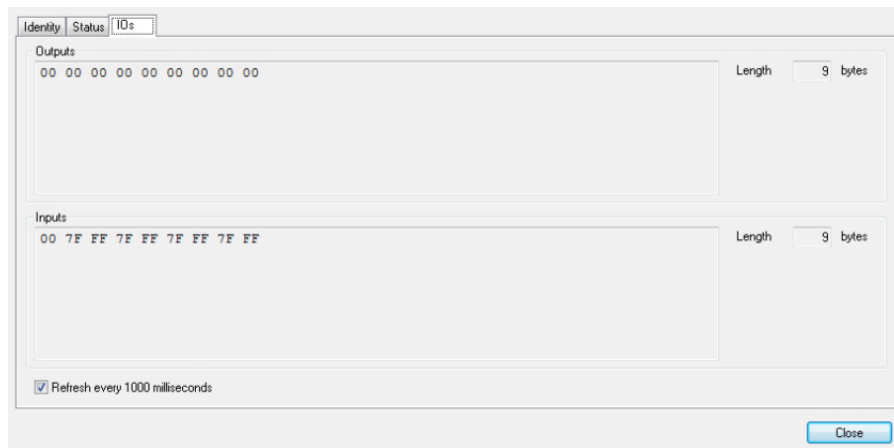 Identity Status IOs
Outputs
00 00 00 00 00 00 00 00 00 Length 9 bytes
Inputs
00 7F FF 7F FF 7F FF 7F FF Length 9 bytes
Refresh every 1000 milliseconds
Close